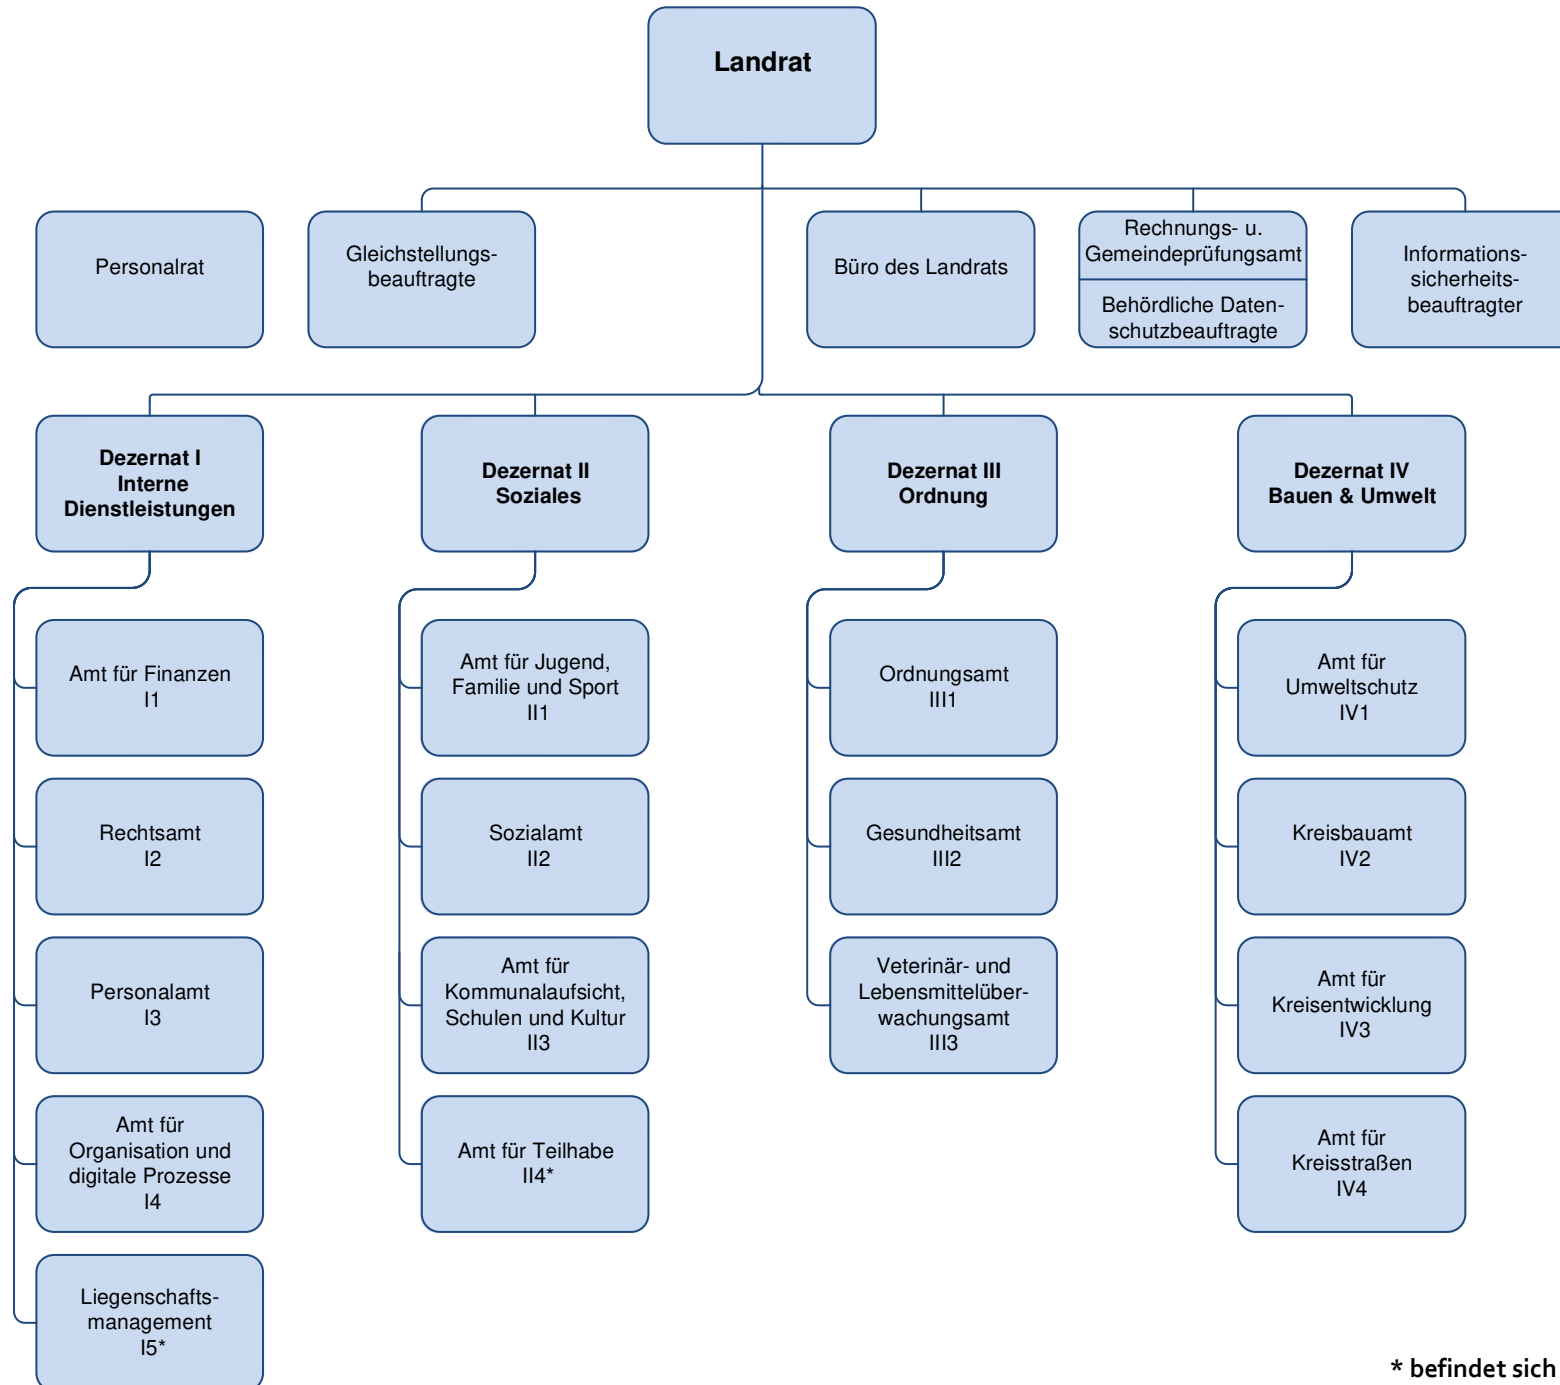 Landrat
Personalrat
Gleichstellungs-
beauftragte
Büro des Landrats
Rechnungs- u.
Gemeindeprüfungsamt
Behördliche Daten-
schutzbeauftragte
Informations-
sicherheits-
beauftragter
Dezernat I
Interne
Dienstleistungen
Dezernat II
Soziales
Dezernat III
Ordnung
Dezernat IV
Bauen & Umwelt
Amt für Finanzen
I1
Rechtsamt
I2
Personalamt
I3
Amt für
Organisation und
digitale Prozesse
I4
Liegenschafts-
management
I5*
Amt für Jugend,
Familie und Sport
II1
Sozialamt
II2
Amt für
Kommunalaufsicht,
Schulen und Kultur
II3
Amt für Teilhabe
II4*
Ordnungsamt
III1
Gesundheitsamt
III2
Veterinär- und
Lebensmittelüber-
wachungsamt
III3
Amt für
Umweltschutz
IV1
Kreisbauamt
IV2
Amt für
Kreisentwicklung
IV3
Amt für
Kreisstraßen
IV4
* befindet sich